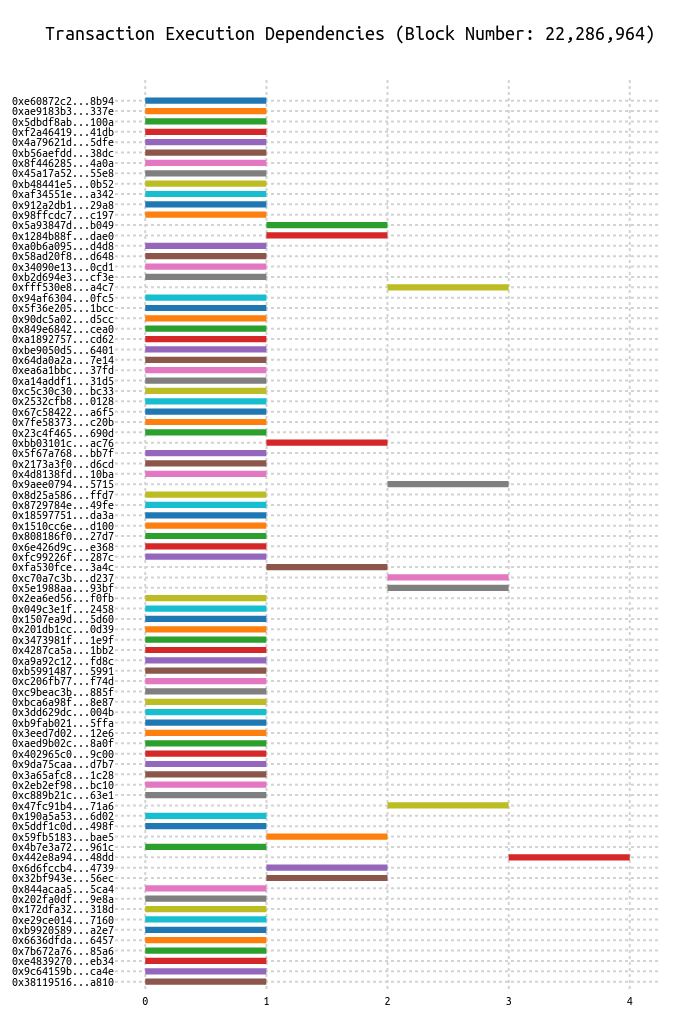 Transaction Execution Dependencies (Block Number: 22,286,964)
0xe60872c2...8b94
0xae9183b3...337e
0x5dbdf8ab...100a
0xf2a46419...41db
0x4a79621d...5dfe
0xb56aefdd...38dc
0x8f446285...4a0a
0x45a17a52...55e8
0xb48441e5...0b52
0xaf34551e...a342
0x912a2db1...29a8
0x98ffcdc7...c197
0x5a93847d...b049
0x1284b88f...dae0
0xa0b6a095...d4d8
0x58ad20f8...d648
0x34090e13...0cd1
0xb2d694e3...cf3e
0xfff530e8...a4c7
0x94af6304...0fc5
0x5f36e205...1bcc
0x90dc5a02...d5cc
0x849e6842...cea0
0xa1892757...cd62
0xbe9050d5...6401
0x64da0a2a...7e14
0xea6a1bbc...37fd
0xa14addf1...31d5
0xc5c30c30...bc33
0x2532cfb8...0128
0x67c58422...a6f5
0x7fe58373...c20b
0x23c4f465...690d
0xbb03101c...ac76
0x5f67a768...bb7f
0x2173a3f0...d6cd
0x4d8138fd...10ba
0x9aee0794...5715
0x8d25a586...ffd7
0x8729784e...49fe
0x18597751...da3a
0x1510cc6e...d100
0x808186f0...27d7
0x6e426d9c...e368
0xfc99226f...287c
0xfa530fce...3a4c
0xc70a7c3b...d237
0x5e1988aa...93bf
0x2ea6ed56...f0fb
0x049c3e1f...2458
0x1507ea9d...5d60
0x201db1cc...0d39
0x3473981f...1e9f
0x4287ca5a...1bb2
0xa9a92c12...fd8c
0xb5991487...5991
0xc206fb77...f74d
0xc9beac3b...885f
0xbca6a98f...8e87
0x3dd629dc...004b
0xb9fab021...5ffa
0x3eed7d02...12e6
0xaed9b02c...8a0f
0x402965c0...9c00
0x9da75caa...d7b7
0x3a65afc8...1c28
0x2eb2ef98...bc10
0xc889b21c...63e1
0x47fc91b4...71a6
0x190a5a53...6d02
0x5ddf1c0d...498f
0x59fb5183...bae5
0x4b7e3a72...961c
0x442e8a94...48dd
0x6d6fccb4...4739
0x32bf943e...56ec
0x844acaa5...5ca4
0x202fa0df...9e8a
0x172dfa32...318d
0xe29ce014...7160
0xb9920589...a2e7
0x6636dfda...6457
0x7b672a76...85a6
0xe4839270...eb34
0x9c64159b...ca4e
0x38119516...a810
0 1 2 3 4